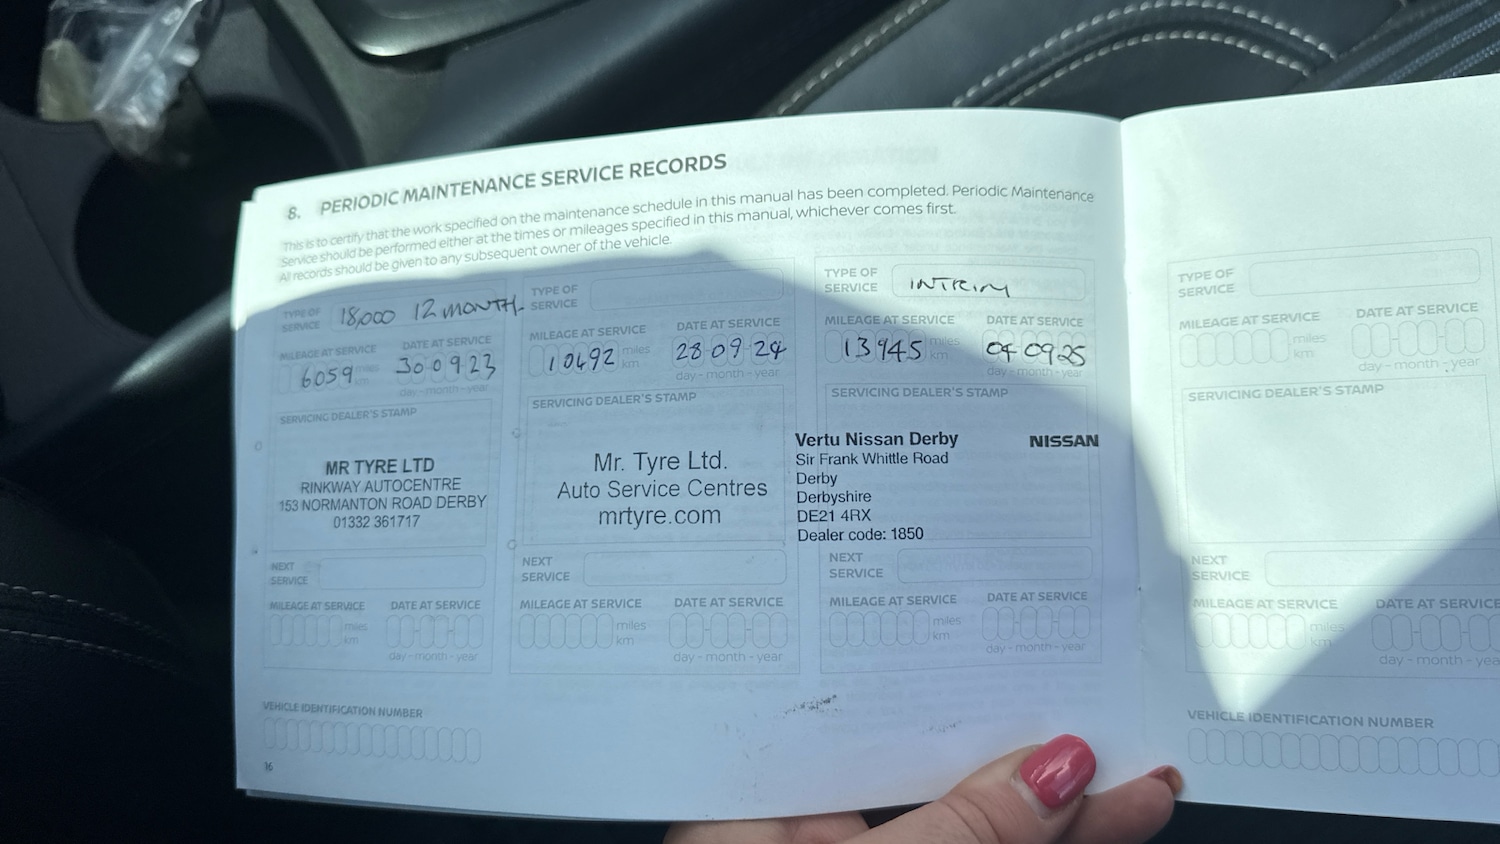 8. PERIODIC MAINTENANCE SERVICE RECORDS
This is to certify that the work specified on the maintenance schedule in this manual has been completed. Periodic Maintenance
Service should be performed either at the times or mileages specified in this manual, whichever comes first.
All records should be given to any subsequent owner of the vehicle.
TYPE OF
SERVICE
18,000 12 MONTH
MILEAGE AT SERVICE
DATE AT SERVICE
6059 miles
km
30 09 23
day - month - year
SERVICING DEALER'S STAMP
MR TYRE LTD
RINKWAY AUTOCENTRE
153 NORMANTON ROAD DERBY
01332 361717
NEXT
SERVICE
MILEAGE AT SERVICE
DATE AT SERVICE
miles
km
day - month - year
TYPE OF
SERVICE
MILEAGE AT SERVICE
DATE AT SERVICE
10492 miles
km
28 09 24
day - month - year
SERVICING DEALER'S STAMP
Mr. Tyre Ltd.
Auto Service Centres
mrtyre.com
NEXT
SERVICE
MILEAGE AT SERVICE
DATE AT SERVICE
miles
km
day - month - year
TYPE OF
SERVICE
INTRIM
MILEAGE AT SERVICE
DATE AT SERVICE
13945 miles
km
04 09 25
day - month - year
SERVICING DEALER'S STAMP
Vertu Nissan Derby
NISSAN
Sir Frank Whittle Road
Derby
Derbyshire
DE21 4RX
Dealer code: 1850
NEXT
SERVICE
MILEAGE AT SERVICE
DATE AT SERVICE
miles
km
day - month - year
VEHICLE IDENTIFICATION NUMBER
16
TYPE OF
SERVICE
MILEAGE AT SERVICE
DATE AT SERVICE
miles
km
day - month - year
SERVICING DEALER'S STAMP
NEXT
SERVICE
MILEAGE AT SERVICE
DATE AT SERVICE
miles
km
day - month - yea
VEHICLE IDENTIFICATION NUMBER